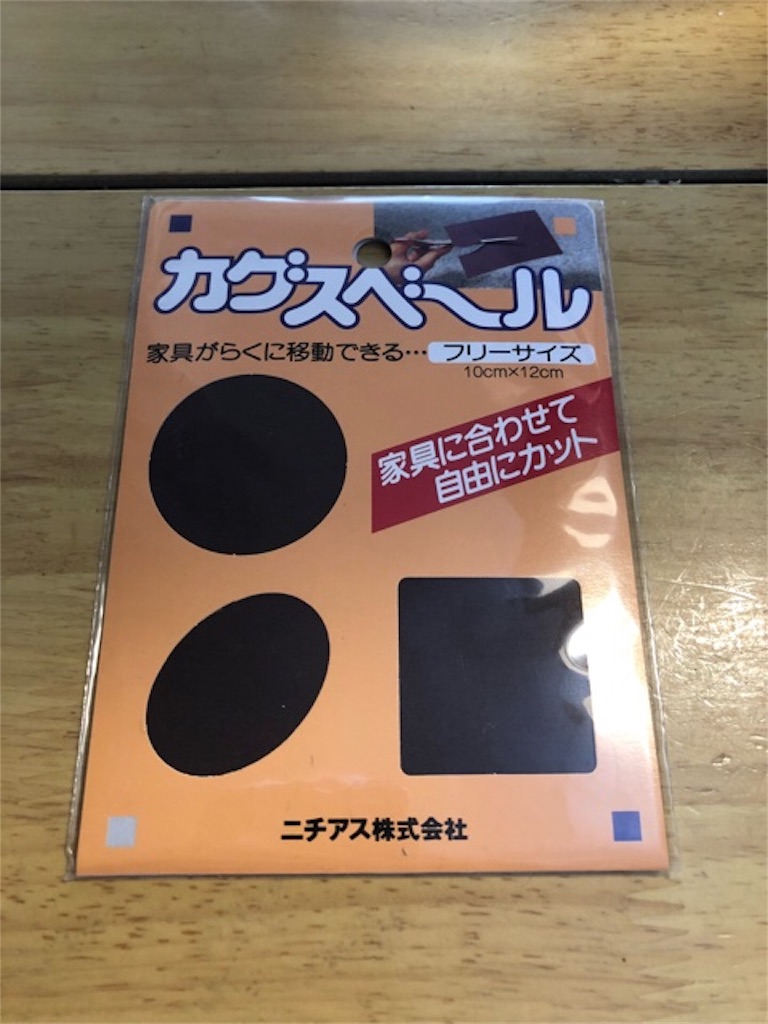 カグスベール
家具がらくに移動できる…フリーサイズ
10cm×12cm
家具に合わせて
自由にカット
ニチアス株式会社